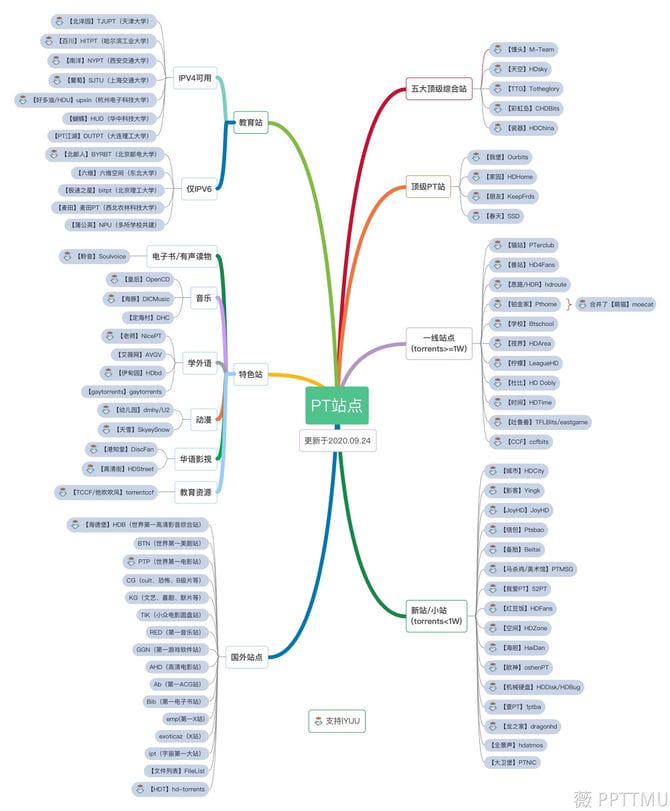 PT站点
更新于2020.09.24
教育站
IPV4可用
【北洋园】TJUPT（天津大学）
【百川】HITPT（哈尔滨工业大学）
【南洋】NYPT（西安交通大学）
【葡萄】SJTU（上海交通大学）
【好多油/HDU】upxin（杭州电子科技大学）
【蝴蝶】HUD（华中科技大学）
【PT江湖】DUTPT（大连理工大学）
仅IPV6
【北邮人】BYRBT（北京邮电大学）
【六维】六维空间（东北大学）
【极速之星】bitpt（北京理工大学）
【麦田】麦田PT（西北农林科技大学）
【蒲公英】NPU（多所学校共建）
特色站
电子书/有声读物
【聆音】Soulvoice
音乐
【皇后】OpenCD
【海豚】DICMusic
【定海村】DHC
学外语
【老师】NicePT
【艾薇网】AVGV
【伊甸园】HDbd
【gaytorrents】gaytorrents
动漫
【幼儿园】dmhy/U2
【天雪】SkyeySnow
华语影视
【港知堂】DiscFan
【高清街】HDStreet
教育资源
【TCCF/他吹吹风】torrentccf
国外站点
【海德堡】HDB（世界第一高清影音综合站）
BTN（世界第一美剧站）
PTP（世界第一电影站）
CG（cult、恐怖、B级片等）
KG（文艺、喜剧、默片等）
TIK（小众电影圆盘站）
RED（第一音乐站）
GGN（第一游戏软件站）
AHD（高清电影站）
Ab（第一ACG站）
Bib（第一电子书站）
emp(第一X站)
exoticaz（X站）
ipt（宇宙第一大站）
【文件列表】FileList
【HDT】hd-torrents
五大顶级综合站
【馒头】M-Team
【天空】HDsky
【TTG】Totheglory
【彩虹岛】CHDBits
【瓷器】HDChina
顶级PT站
【我堡】Ourbits
【家园】HDHome
【朋友】KeepFrds
【春天】SSD
一线站点
(torrents>=1W)
【猫站】PTerclub
【兽站】HD4Fans
【思路/HDR】hdroute
【铂金家】Pthome
合并了【萌猫】moecat
【学校】Btschool
【视界】HDArea
【柠檬】LeagueHD
【杜比】HD Dobly
【时间】HDTime
【吐鲁番】TFLBits/eastgame
【CCF】ccfbits
新站/小站
(torrents<1W)
【城市】HDCity
【影客】Yingk
【JoyHD】JoyHD
【钱包】Ptsbao
【备胎】Beitai
【马杀鸡/美术馆】PTMSG
【我爱PT】52PT
【红豆饭】HDFans
【空间】HDZone
【海胆】HaiDan
【欧神】oshenPT
【机械硬盘】HDDisk/HDBug
【壹PT】1ptba
【龙之家】dragonhd
【全景声】hdatmos
【大卫堡】PTNIC
支持IYUU
薇 PPTTMU